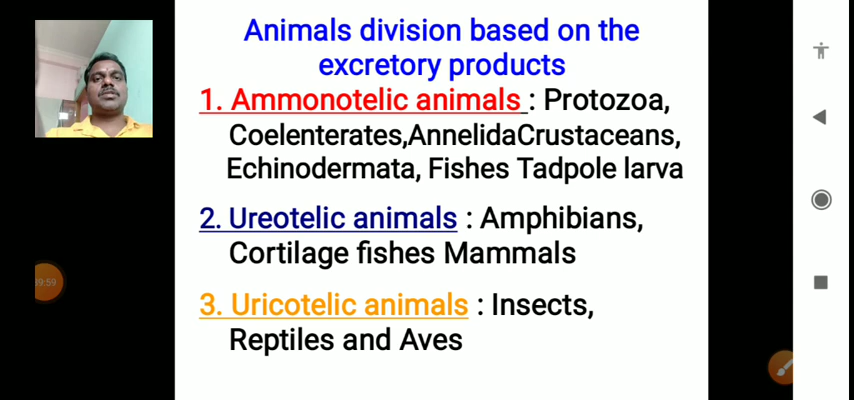 Animals division based on the
excretory products
1. Ammonotelic animals : Protozoa,
Coelenterates,AnnelidaCrustaceans,
Echinodermata, Fishes Tadpole larva
2. Ureotelic animals : Amphibians,
Cortilage fishes Mammals
3. Uricotelic animals : Insects,
Reptiles and Aves